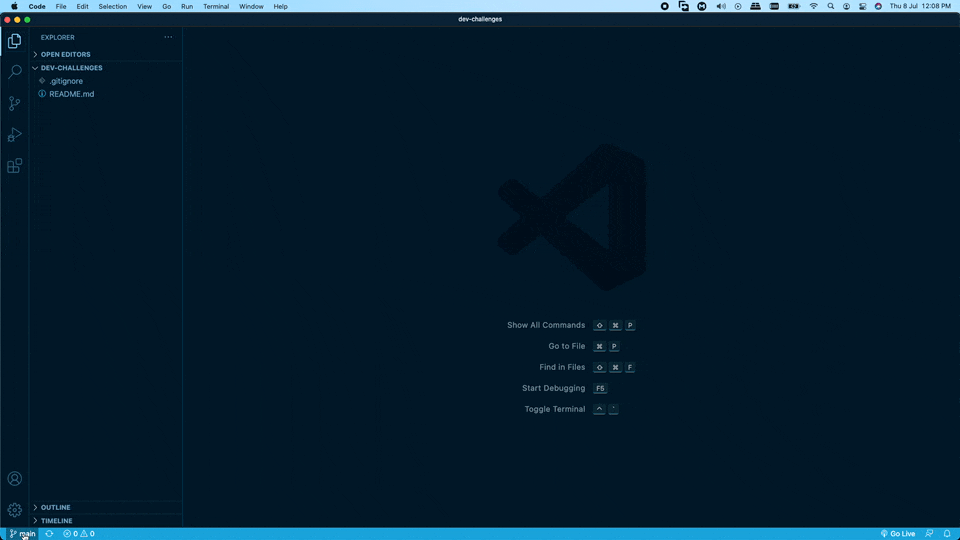 Code File Edit Selection View Go Run Terminal Window Help Thu 8 Jul 12:08 PM
dev-challenges
EXPLORER ...
OPEN EDITORS
DEV-CHALLENGES
.gitignore
README.md
Show All Commands ⇧ ⌘ P
Go to File ⌘ P
Find in Files ⇧ ⌘ F
Start Debugging F5
Toggle Terminal ^ `
OUTLINE
TIMELINE
main 0 0 Go Live